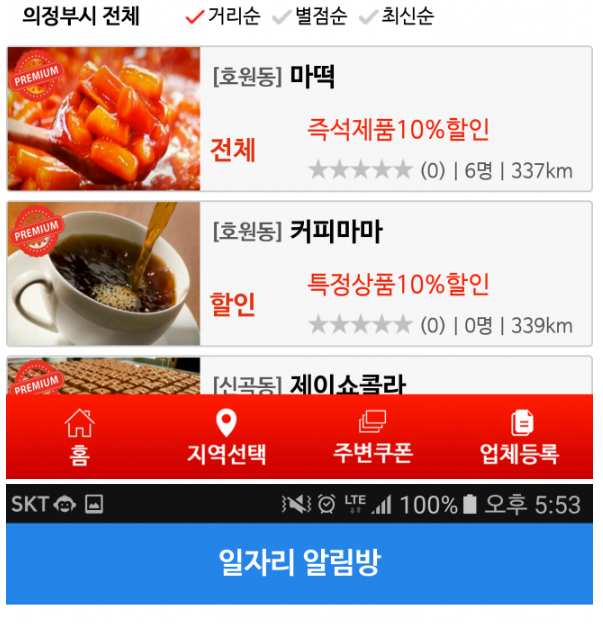 의정부시 전체 거리순 별점순 최신순
PREMIUM
[호원동] 마떡
전체 즉석제품10%할인
(0) | 6명 | 337km
PREMIUM
[호원동] 커피마마
할인 특정상품10%할인
(0) | 0명 | 339km
PREMIUM
[신곡동] 제이쇼콜라
홈 지역선택 주변쿠폰 업체등록
SKT LTE 100% 오후 5:53
일자리 알림방